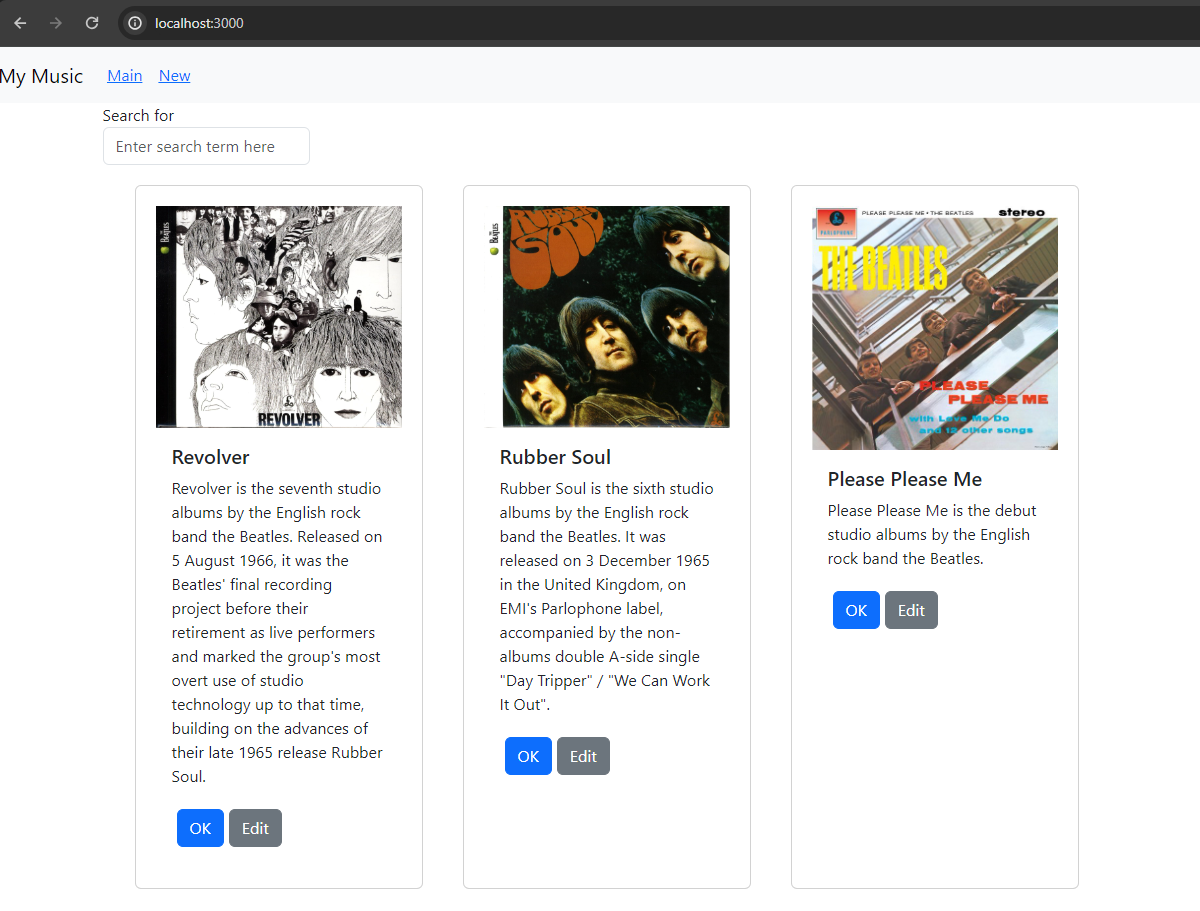 localhost:3000
My Music Main New
Search for
Enter search term here
Beatles
REVOLVER
Revolver
Revolver is the seventh studio
albums by the English rock
band the Beatles. Released on
5 August 1966, it was the
Beatles' final recording
project before their
retirement as live performers
and marked the group's most
overt use of studio
technology up to that time,
building on the advances of
their late 1965 release Rubber
Soul.
OK Edit
Beatles
RUBBER
SOUL
Rubber Soul
Rubber Soul is the sixth studio
albums by the English rock
band the Beatles. It was
released on 3 December 1965
in the United Kingdom, on
EMI's Parlophone label,
accompanied by the non-
albums double A-side single
"Day Tripper" / "We Can Work
It Out".
OK Edit
PLEASE PLEASE ME • THE BEATLES stereo
PARLOPHONE
THE BEATLES
PLEASE
PLEASE ME
with Love Me Do
and 12 other songs
Please Please Me
Please Please Me is the debut
studio albums by the English
rock band the Beatles.
OK Edit